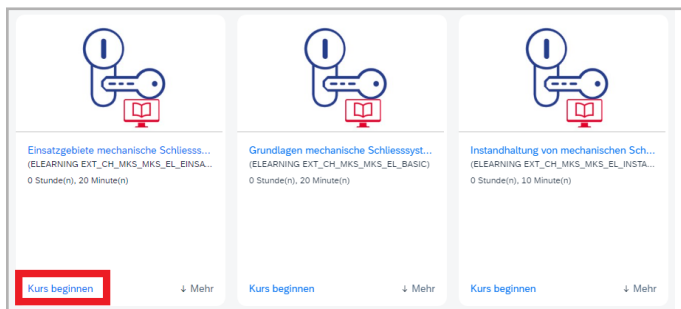 Einsatzgebiete mechanische Schliesss...
(ELEARNING EXT_CH_MKS_MKS_EL_EINSA...
0 Stunde(n), 20 Minute(n)
Kurs beginnen
↓ Mehr
Grundlagen mechanische Schliesssyst...
(ELEARNING EXT_CH_MKS_MKS_EL_BASIC)
0 Stunde(n), 20 Minute(n)
Kurs beginnen
↓ Mehr
Instandhaltung von mechanischen Sch...
(ELEARNING EXT_CH_MKS_MKS_EL_INSTA...
0 Stunde(n), 10 Minute(n)
Kurs beginnen
↓ Mehr